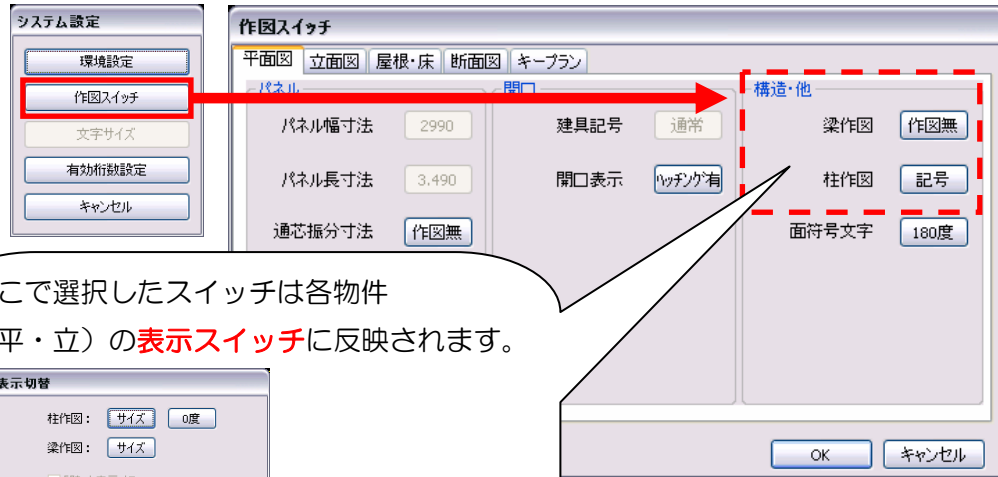 システム設定
環境設定
作図スイッチ
文字サイズ
有効桁数設定
キャンセル
作図スイッチ
平面図 立面図 屋根・床 断面図 キープラン
パネル
パネル幅寸法 2990
パネル長寸法 3.490
通芯振分寸法 作図無
開口
建具記号 通常
開口表示 ハッチング有
構造・他
梁作図 作図無
柱作図 記号
面符号文字 180度
OK キャンセル
こで選択したスイッチは各物件
平・立）の表示スイッチに反映されます。
表示切替
柱作図： サイズ 0度
梁作図： サイズ